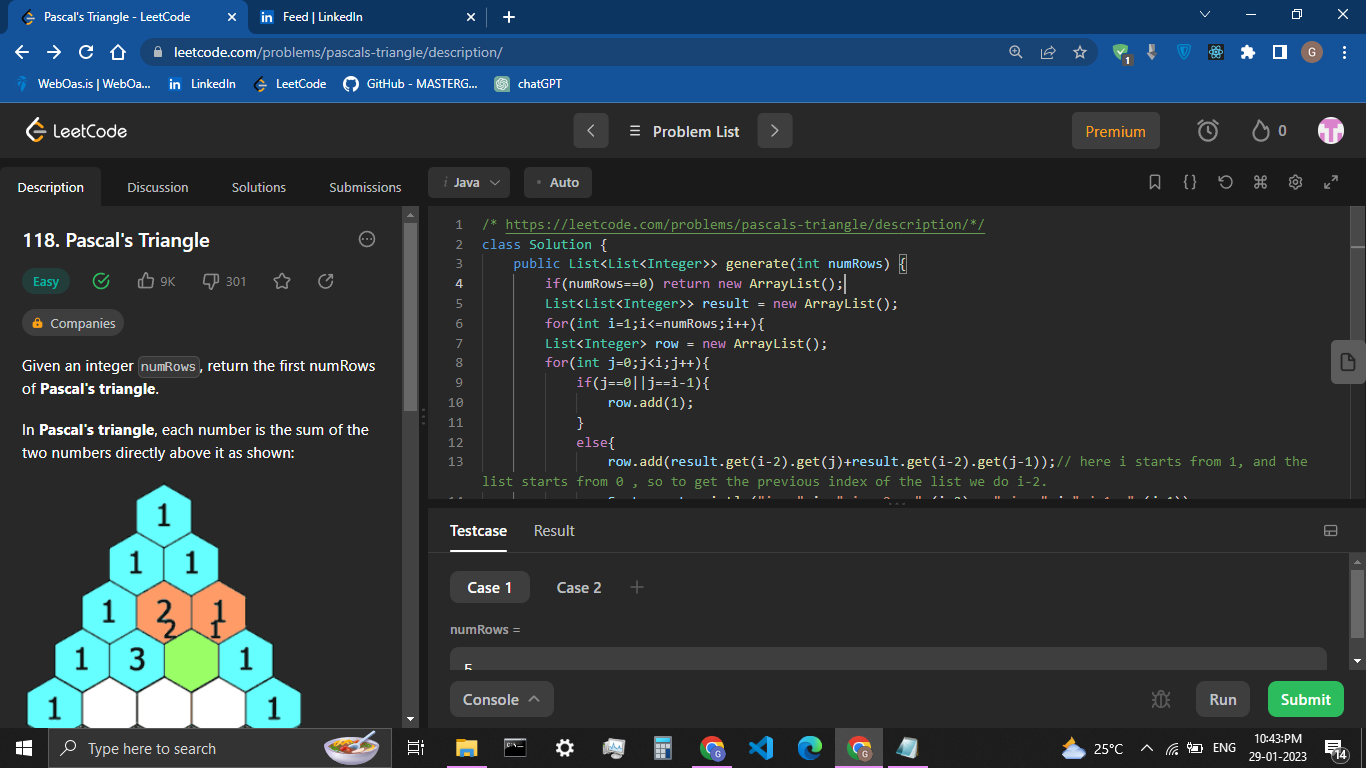 Pascal's Triangle - LeetCode
Feed | LinkedIn
leetcode.com/problems/pascals-triangle/description/
1
G
WebOas.is | WebOa...
LinkedIn
LeetCode
GitHub - MASTERG...
chatGPT
LeetCode
Problem List
Premium
0
Description
Discussion
Solutions
Submissions
i Java
Auto
118. Pascal's Triangle
Easy
9K
301
Companies
Given an integer numRows, return the first numRows
of Pascal's triangle.
In Pascal's triangle, each number is the sum of the
two numbers directly above it as shown:
1
1 1
1 2 1
2 1
1 3 1
1 1
1 /* https://leetcode.com/problems/pascals-triangle/description/*/
2 class Solution {
3 public List<List<Integer>> generate(int numRows) {
4 if(numRows==0) return new ArrayList();
5 List<List<Integer>> result = new ArrayList();
6 for(int i=1;i<=numRows;i++){
7 List<Integer> row = new ArrayList();
8 for(int j=0;j<i;j++){
9 if(j==0||j==i-1){
10 row.add(1);
11 }
12 else{
13 row.add(result.get(i-2).get(j)+result.get(i-2).get(j-1));// here i starts from 1, and the
list starts from 0 , so to get the previous index of the list we do i-2.
Testcase
Result
Case 1
Case 2
numRows =
5
Console
Run
Submit
Type here to search
G
G
25°C
ENG
10:43:PM
29-01-2023
14